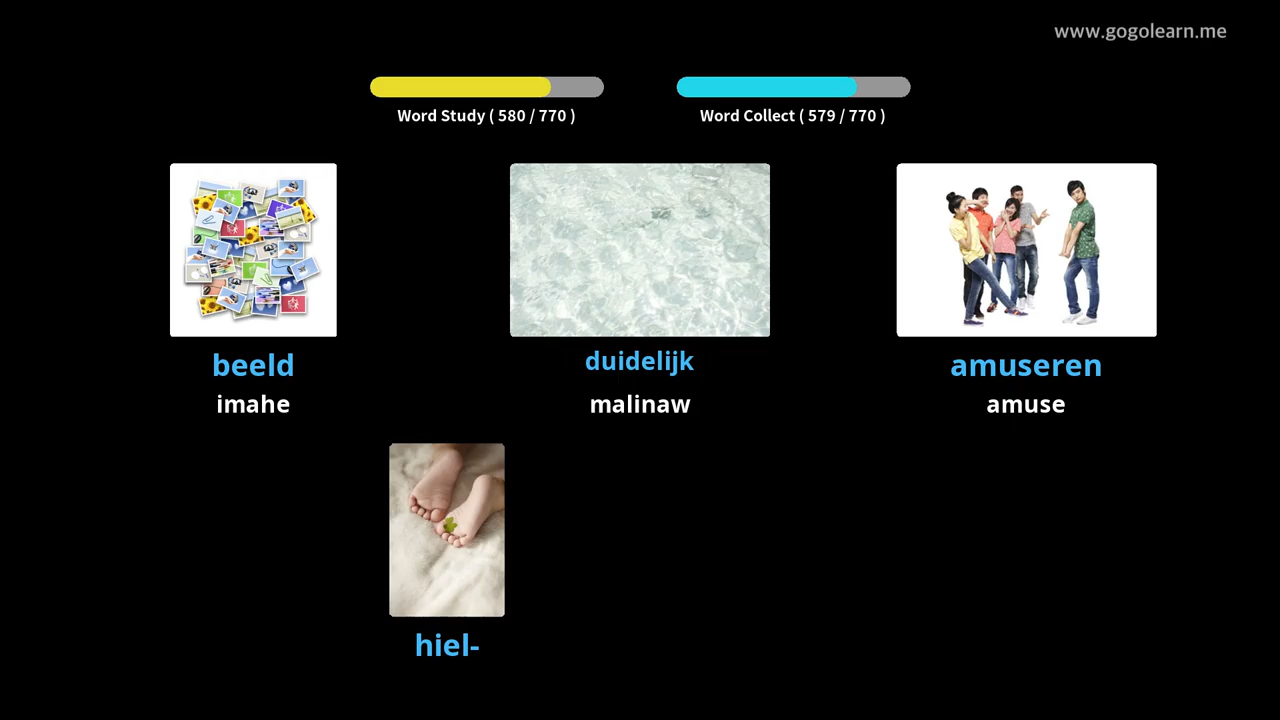 www.gogolearn.me
Word Study ( 580 / 770 )
Word Collect ( 579 / 770 )
beeld
duidelijk
amuseren
imahe
malinaw
amuse
hiel-